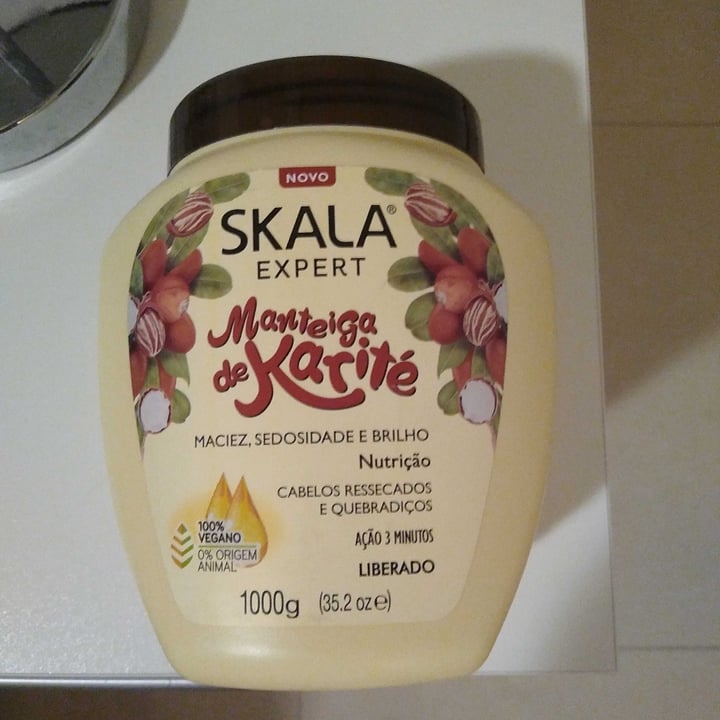 NOVO
SKALA®
EXPERT
Manteiga
de Karité
MACIEZ, SEDOSIDADE E BRILHO
Nutrição
CABELOS RESSECADOS
E QUEBRADIÇOS
100%
VEGANO
0% ORIGEM
ANIMAL
AÇÃO 3 MINUTOS
LIBERADO
1000g (35.2 oz e)